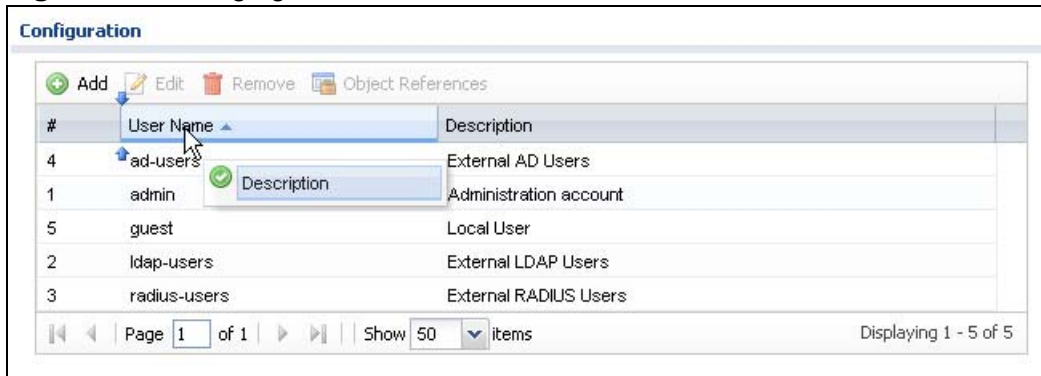 Configuration
Add Edit Remove Object References
# User Name Description
4 ad-users External AD Users
Description
1 admin Administration account
5 guest Local User
2 ldap-users External LDAP Users
3 radius-users External RADIUS Users
Page 1 of 1 Show 50 items Displaying 1 - 5 of 5